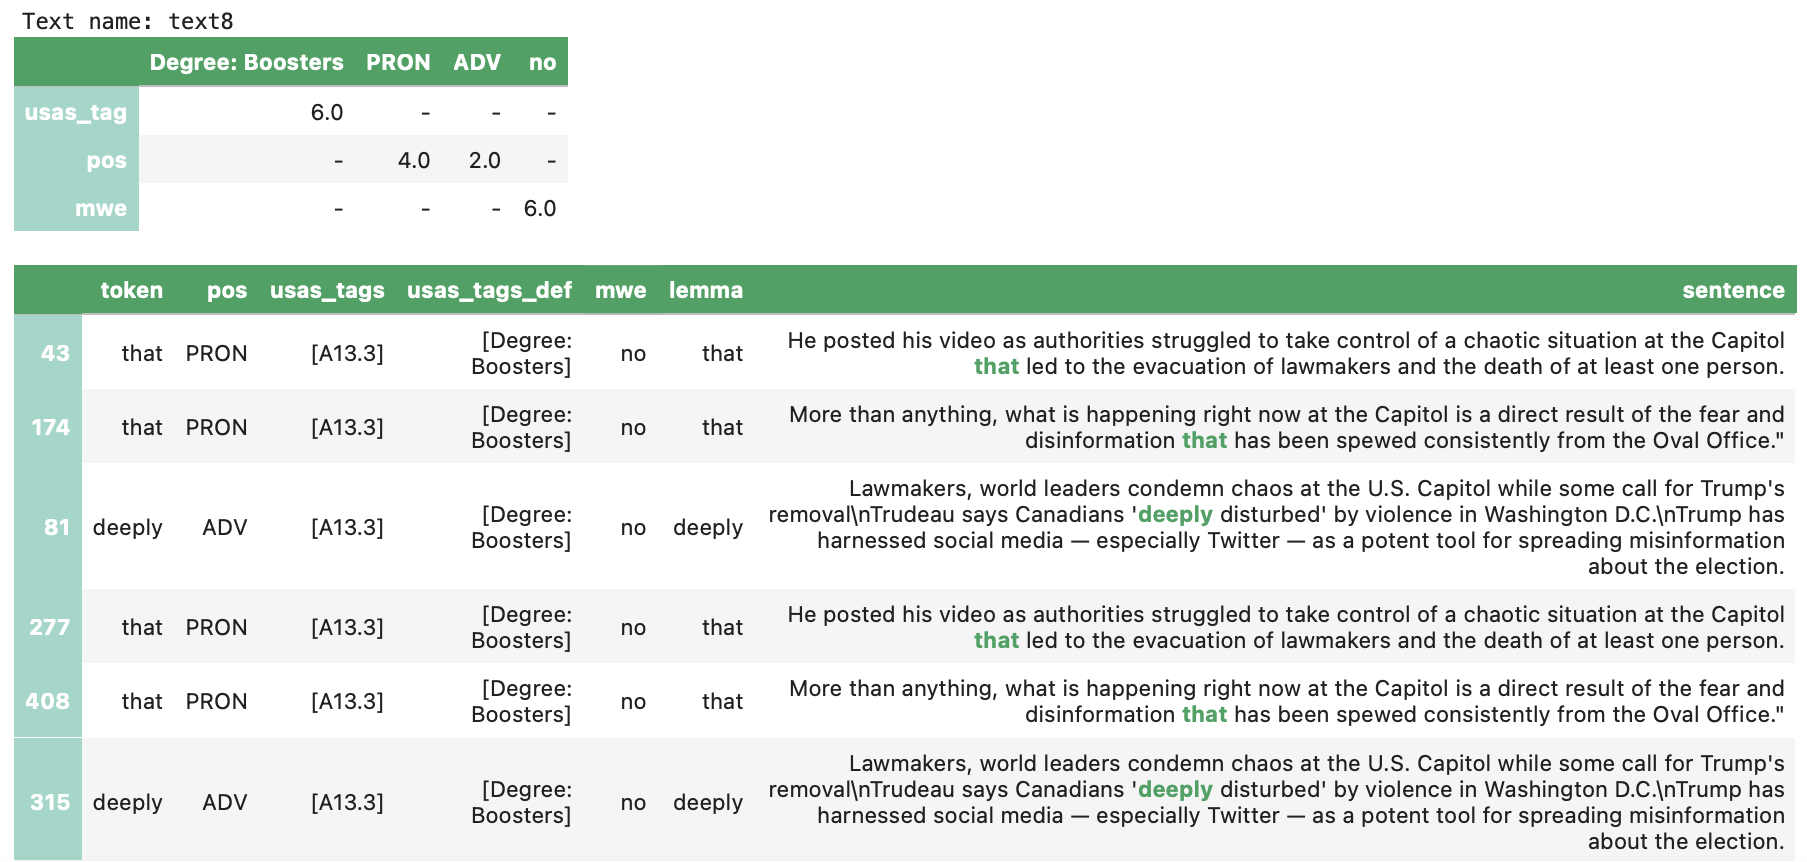 Text name: text8
Degree: Boosters PRON ADV no
usas_tag 6.0 - - -
pos - 4.0 2.0 -
mwe - - - 6.0
token pos usas_tags usas_tags_def mwe lemma sentence
43 that PRON [A13.3] [Degree: Boosters] no that He posted his video as authorities struggled to take control of a chaotic situation at the Capitol
that led to the evacuation of lawmakers and the death of at least one person.
174 that PRON [A13.3] [Degree: Boosters] no that More than anything, what is happening right now at the Capitol is a direct result of the fear and
disinformation that has been spewed consistently from the Oval Office."
81 deeply ADV [A13.3] [Degree: Boosters] no deeply Lawmakers, world leaders condemn chaos at the U.S. Capitol while some call for Trump's
removal\nTrudeau says Canadians 'deeply disturbed' by violence in Washington D.C.\nTrump has
harnessed social media — especially Twitter — as a potent tool for spreading misinformation
about the election.
277 that PRON [A13.3] [Degree: Boosters] no that He posted his video as authorities struggled to take control of a chaotic situation at the Capitol
that led to the evacuation of lawmakers and the death of at least one person.
408 that PRON [A13.3] [Degree: Boosters] no that More than anything, what is happening right now at the Capitol is a direct result of the fear and
disinformation that has been spewed consistently from the Oval Office."
315 deeply ADV [A13.3] [Degree: Boosters] no deeply Lawmakers, world leaders condemn chaos at the U.S. Capitol while some call for Trump's
removal\nTrudeau says Canadians 'deeply disturbed' by violence in Washington D.C.\nTrump has
harnessed social media — especially Twitter — as a potent tool for spreading misinformation
about the election.